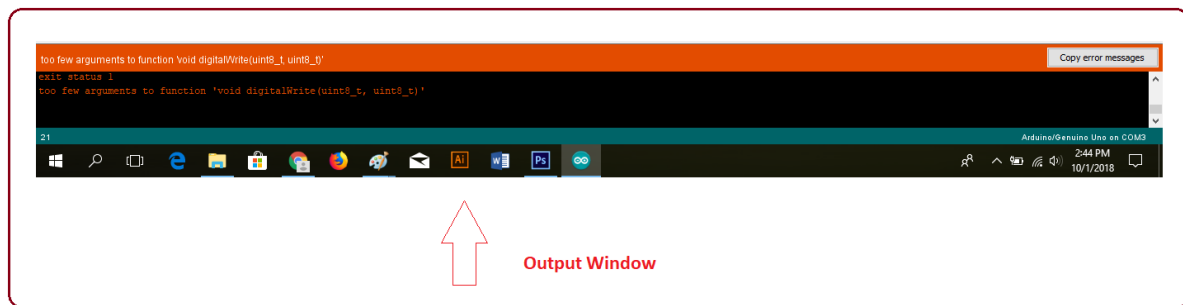 too few arguments to function 'void digitalWrite(uint8_t, uint8_t)'
Copy error messages
exit status 1
too few arguments to function 'void digitalWrite(uint8_t, uint8_t)'
21
Arduino/Genuino Uno on COM3
Ai
W
Ps
2:44 PM
10/1/2018
Output Window